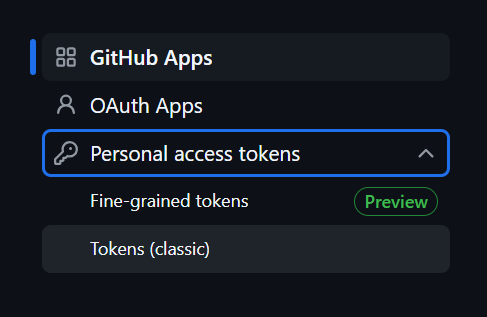 GitHub Apps
OAuth Apps
Personal access tokens
Fine-grained tokens Preview
Tokens (classic)